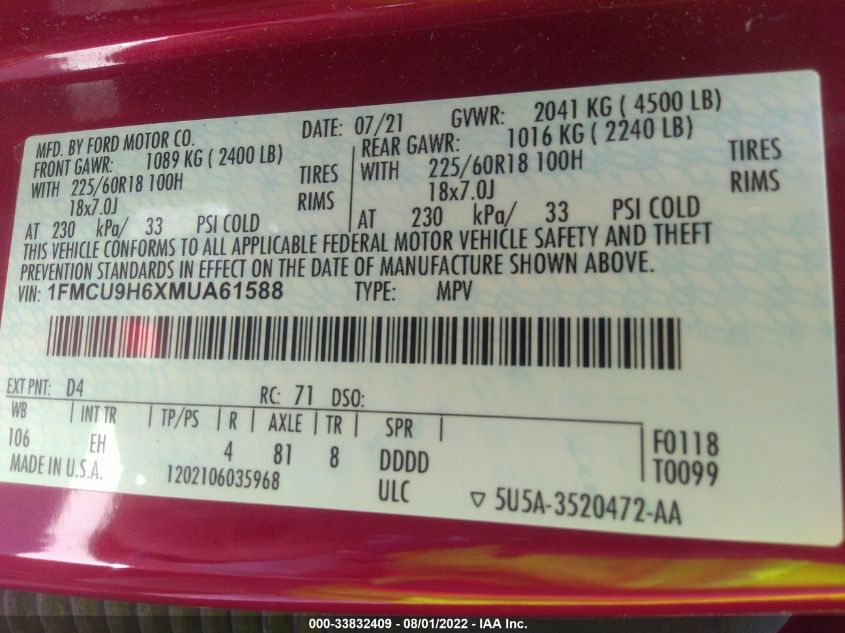 MFD. BY FORD MOTOR CO. DATE: 07/21 GVWR: 2041 KG ( 4500 LB)
FRONT GAWR: 1089 KG ( 2400 LB) REAR GAWR: 1016 KG ( 2240 LB)
WITH 225/60R18 100H TIRES WITH 225/60R18 100H TIRES
18x7.0J RIMS 18x7.0J RIMS
AT 230 kPa/ 33 PSI COLD AT 230 kPa/ 33 PSI COLD
THIS VEHICLE CONFORMS TO ALL APPLICABLE FEDERAL MOTOR VEHICLE SAFETY AND THEFT
PREVENTION STANDARDS IN EFFECT ON THE DATE OF MANUFACTURE SHOWN ABOVE.
VIN: 1FMCU9H6XMUA61588 TYPE: MPV
EXT PNT: D4 RC: 71 DSO:
WB INT TR TP/PS R AXLE TR SPR
106 EH 4 81 8 DDDD F0118
MADE IN U.S.A. 1202106035968 ULC T0099
▽ 5U5A-3520472-AA
000-33832409 - 08/01/2022 - IAA Inc.